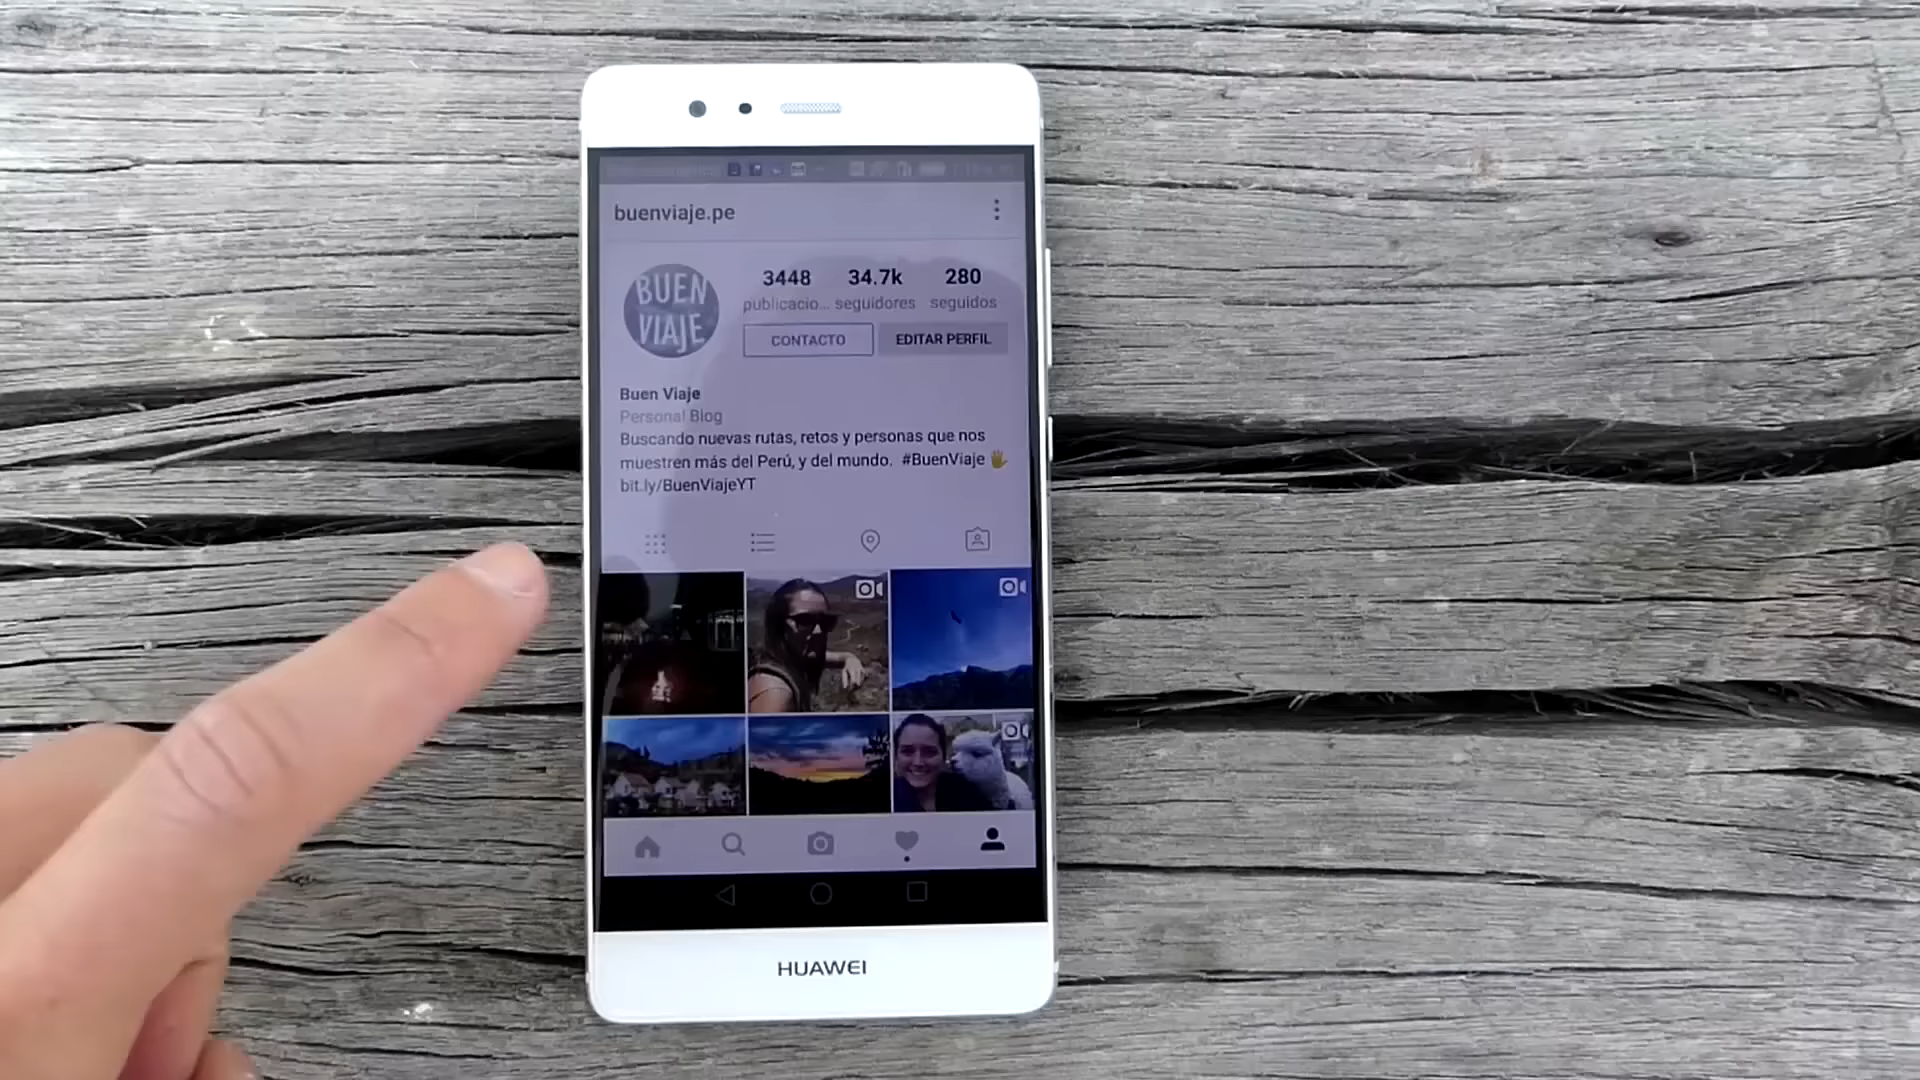 buenviaje.pe
BUEN
VIAJE
3448 34.7k 280
publicacio... seguidores seguidos
CONTACTO EDITAR PERFIL
Buen Viaje
Personal Blog
Buscando nuevas rutas, retos y personas que nos
muestren más del Perú, y del mundo. #BuenViaje 🖐
bit.ly/BuenViajeYT
HUAWEI